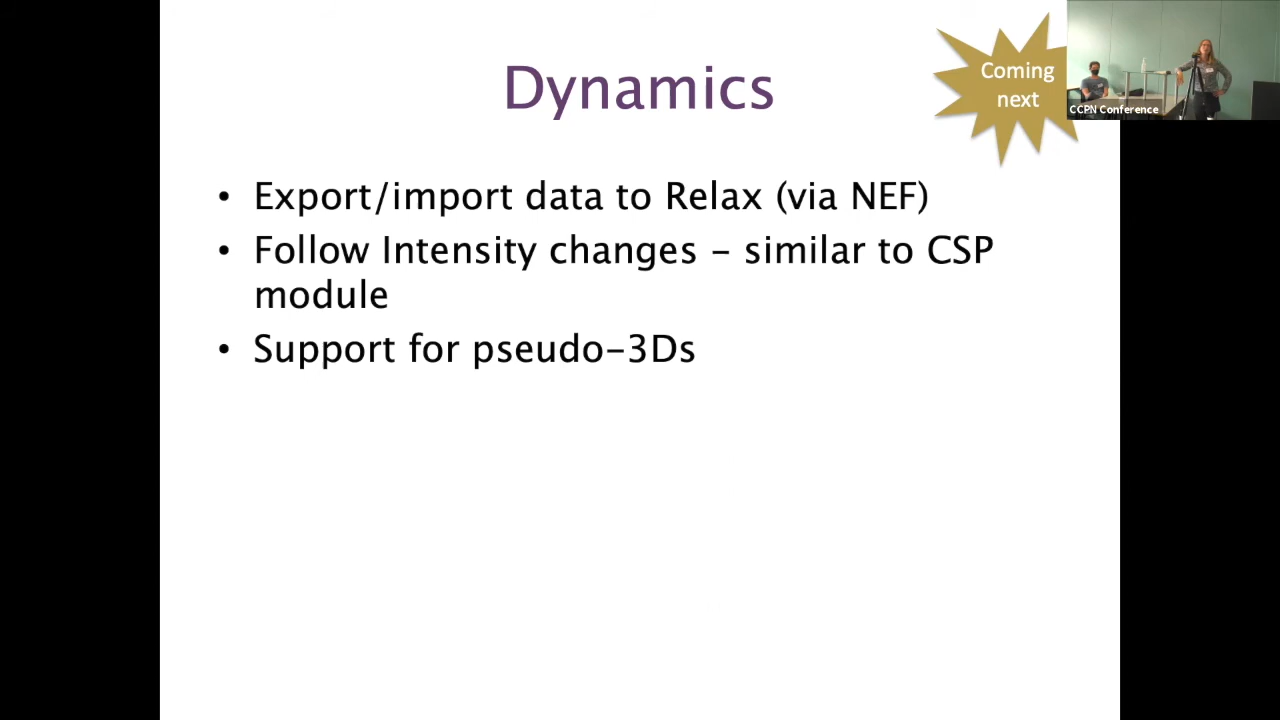 Dynamics
Coming
next
CCPN Conference
• Export/import data to Relax (via NEF)
• Follow Intensity changes – similar to CSP
module
• Support for pseudo-3Ds